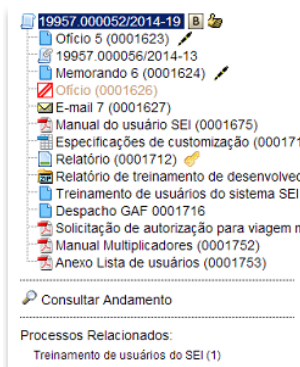 19957.000052/2014-19 B
Ofício 5 (0001623)
19957.000056/2014-13
Memorando 6 (0001624)
Ofício (0001626)
E-mail 7 (0001627)
Manual do usuário SEI (0001675)
Especificações de customização (000171
Relatório (0001712)
ZIP Relatório de treinamento de desenvolved
Treinamento de usuários do sistema SEI
Despacho GAF 0001716
Solicitação de autorização para viagem n
Manual Multiplicadores (0001752)
Anexo Lista de usuários (0001753)
Consultar Andamento
Processos Relacionados:
Treinamento de usuários do SEI (1)